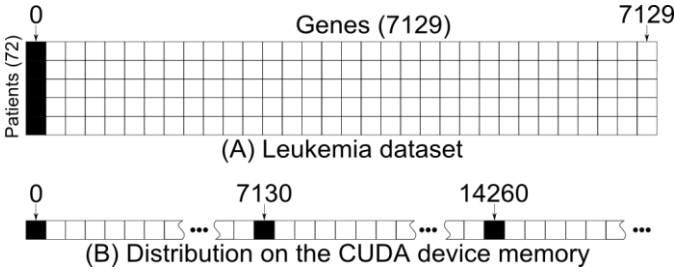 0 Genes (7129) 7129
Patients (72)
(A) Leukemia dataset
0 7130 14260
••• ••• •••
(B) Distribution on the CUDA device memory